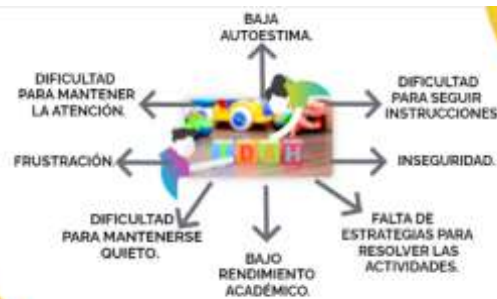 BAJA
AUTOESTIMA.
DIFICULTAD
PARA MANTENER
LA ATENCIÓN.
DIFICULTAD
PARA SEGUIR
INSTRUCCIONES
FRUSTRACIÓN.
TDAH
INSEGURIDAD.
DIFICULTAD
PARA MANTENERSE
QUIETO.
BAJO
RENDIMIENTO
ACADÉMICO.
FALTA DE
ESTRATEGIAS PARA
RESOLVER LAS
ACTIVIDADES.